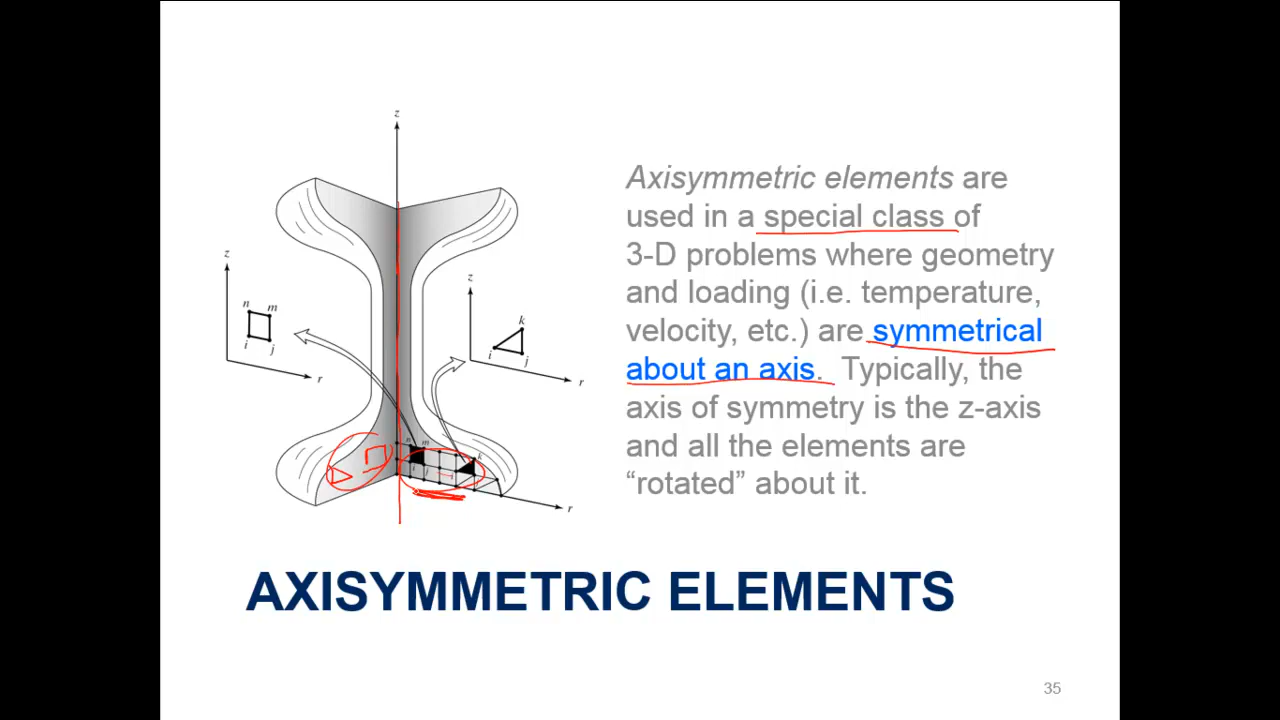 z
z
n m
i
j
r
z
k
i
j
r
n m
k
i j
r
Axisymmetric elements are
used in a special class of
3-D problems where geometry
and loading (i.e. temperature,
velocity, etc.) are symmetrical
about an axis. Typically, the
axis of symmetry is the z-axis
and all the elements are
“rotated” about it.
AXISYMMETRIC ELEMENTS
35